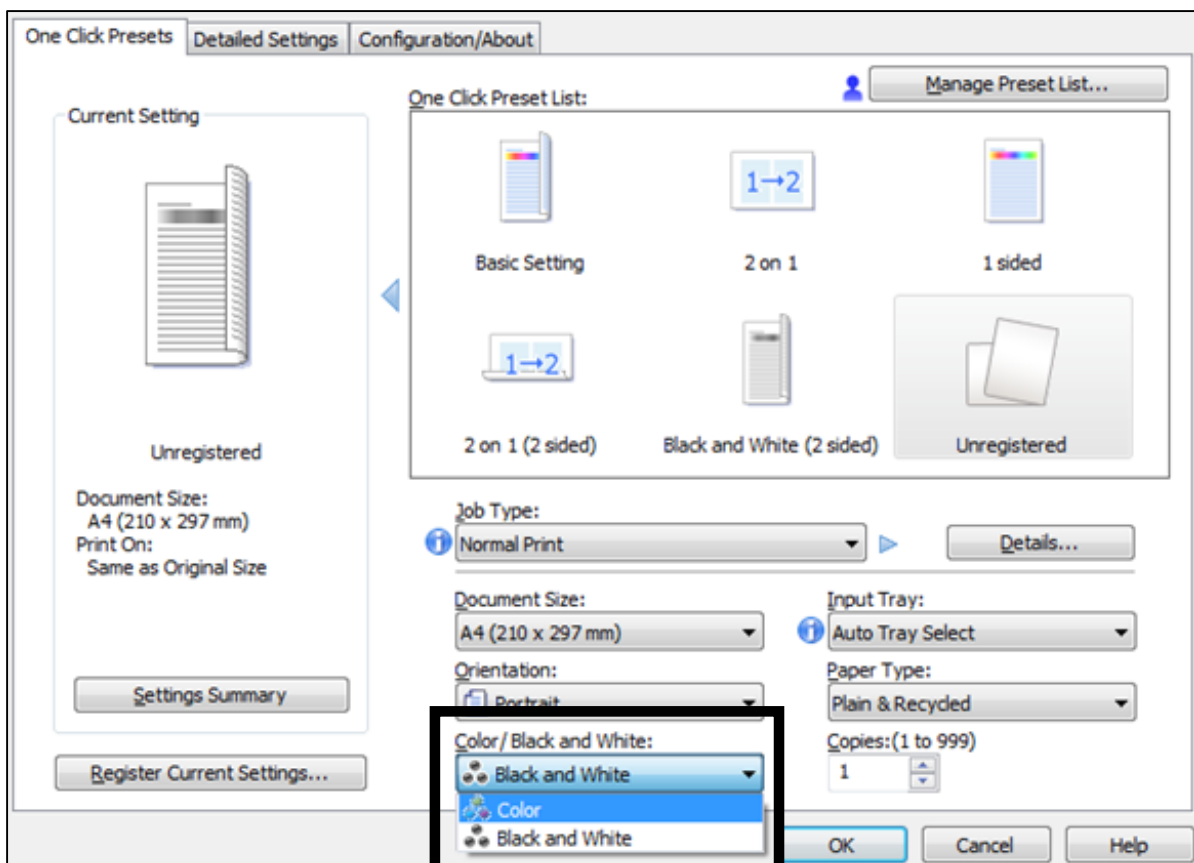 One Click Presets
Detailed Settings
Configuration/About
Manage Preset List...
One Click Preset List:
Current Setting
1→2
Basic Setting
2 on 1
1 sided
1→2
2 on 1 (2 sided)
Black and White (2 sided)
Unregistered
Unregistered
Document Size:
A4 (210 x 297 mm)
Print On:
Same as Original Size
Settings Summary
Register Current Settings...
Job Type:
Normal Print
Details...
Document Size:
A4 (210 x 297 mm)
Input Tray:
Auto Tray Select
Orientation:
Portrait
Paper Type:
Plain & Recycled
Color/ Black and White:
Black and White
Color
Black and White
Copies:(1 to 999)
1
OK
Cancel
Help